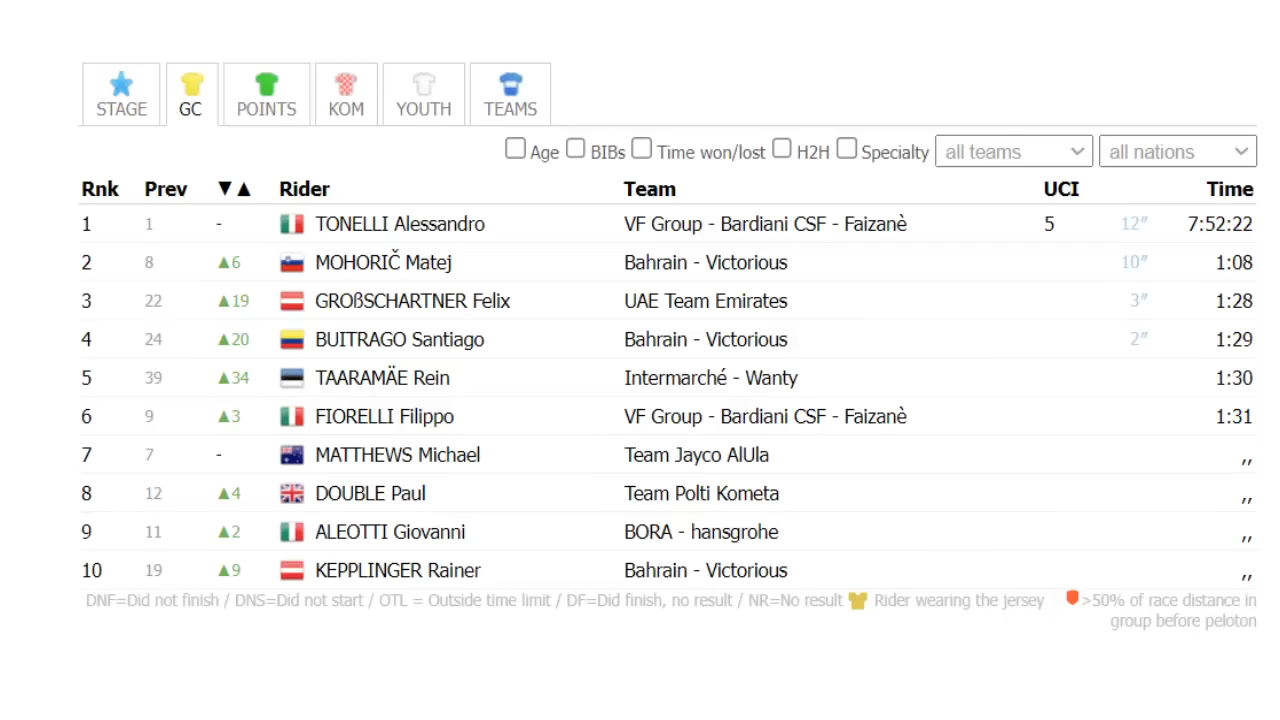 STAGE GC POINTS KOM YOUTH TEAMS
Age BIBs Time won/lost H2H Specialty all teams all nations
Rnk Prev ▼▲ Rider Team UCI Time
1 1 - TONELLI Alessandro VF Group - Bardiani CSF - Faizanè 5 12″ 7:52:22
2 8 ▲6 MOHORIČ Matej Bahrain - Victorious 10″ 1:08
3 22 ▲19 GROßSCHARTNER Felix UAE Team Emirates 3″ 1:28
4 24 ▲20 BUITRAGO Santiago Bahrain - Victorious 2″ 1:29
5 39 ▲34 TAARAMÄE Rein Intermarché - Wanty 1:30
6 9 ▲3 FIORELLI Filippo VF Group - Bardiani CSF - Faizanè 1:31
7 7 - MATTHEWS Michael Team Jayco AlUla ,,
8 12 ▲4 DOUBLE Paul Team Polti Kometa ,,
9 11 ▲2 ALEOTTI Giovanni BORA - hansgrohe ,,
10 19 ▲9 KEPPLINGER Rainer Bahrain - Victorious ,,
DNF=Did not finish / DNS=Did not start / OTL = Outside time limit / DF=Did finish, no result / NR=No result Rider wearing the jersey >50% of race distance in
group before peloton